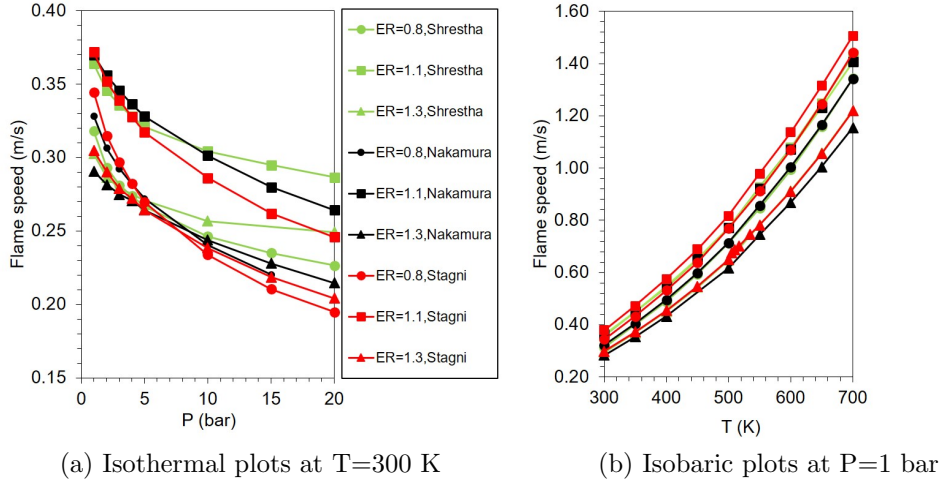 0.40
0.35
0.30
0.25
0.20
0.15
Flame speed (m/s)
0
5
10
15
20
P (bar)
ER=0.8,Shrestha
ER=1.1,Shrestha
ER=1.3,Shrestha
ER=0.8,Nakamura
ER=1.1,Nakamura
ER=1.3,Nakamura
ER=0.8,Stagni
ER=1.1,Stagni
ER=1.3,Stagni
(a) Isothermal plots at T=300 K
1.60
1.40
1.20
1.00
0.80
0.60
0.40
0.20
Flame speed (m/s)
300
400
500
600
700
T (K)
(b) Isobaric plots at P=1 bar